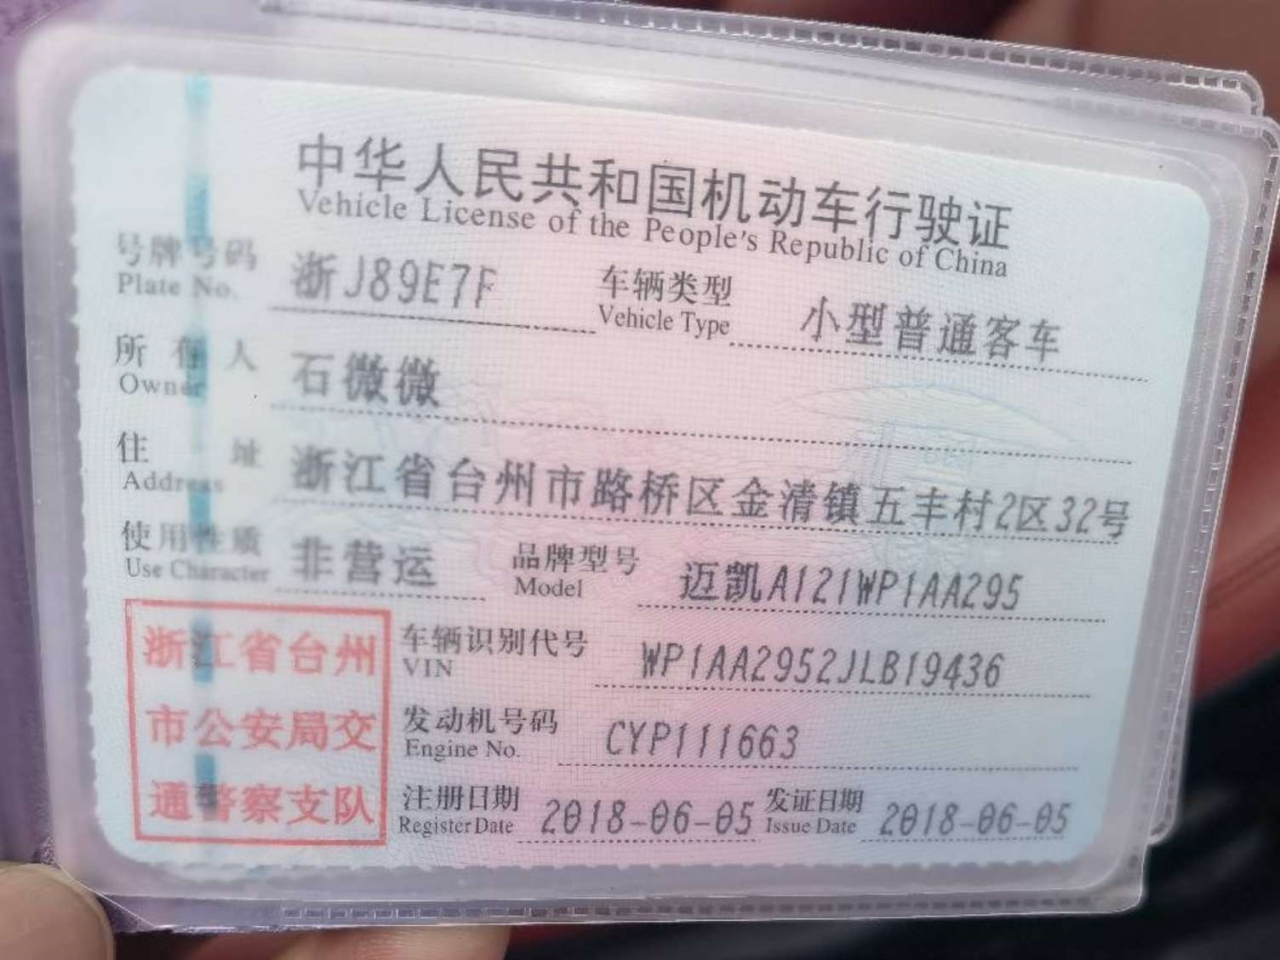 中华人民共和国机动车行驶证
Vehicle License of the People's Republic of China
号牌号码 浙J89E7F 车辆类型 小型普通客车
Plate No. Vehicle Type
所有人 石微微
Owner
住址 浙江省台州市路桥区金清镇五丰村2区32号
Address
使用性质 非营运 品牌型号 迈凯A121WP1AA295
Use Character Model
浙江省台州
市公安局交
通警察支队
车辆识别代号 WP1AA2952JLB19436
VIN
发动机号码 CYP111663
Engine No.
注册日期 2018-06-05 发证日期 2018-06-05
Register Date Issue Date